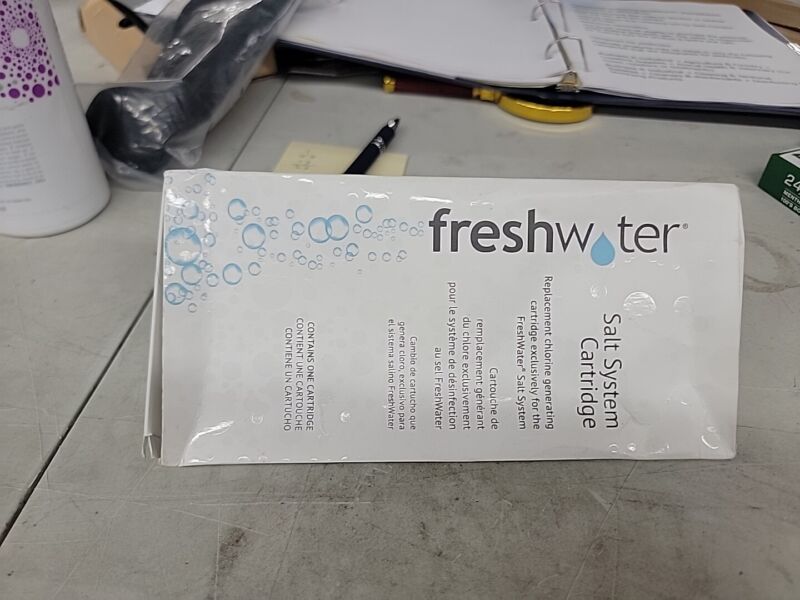 freshwater®
Salt System
Cartridge
Replacement chlorine generating
cartridge exclusively for the
FreshWater® Salt System
Cartouche de
remplacement générant
du chlore exclusivement
pour le système de désinfection
au sel FreshWater
Cambio de cartucho que
genera cloro, exclusivo para
el sistema salino FreshWater
CONTAINS ONE CARTRIDGE
CONTIENT UNE CARTOUCHE
CONTIENE UN CARTUCHO
24